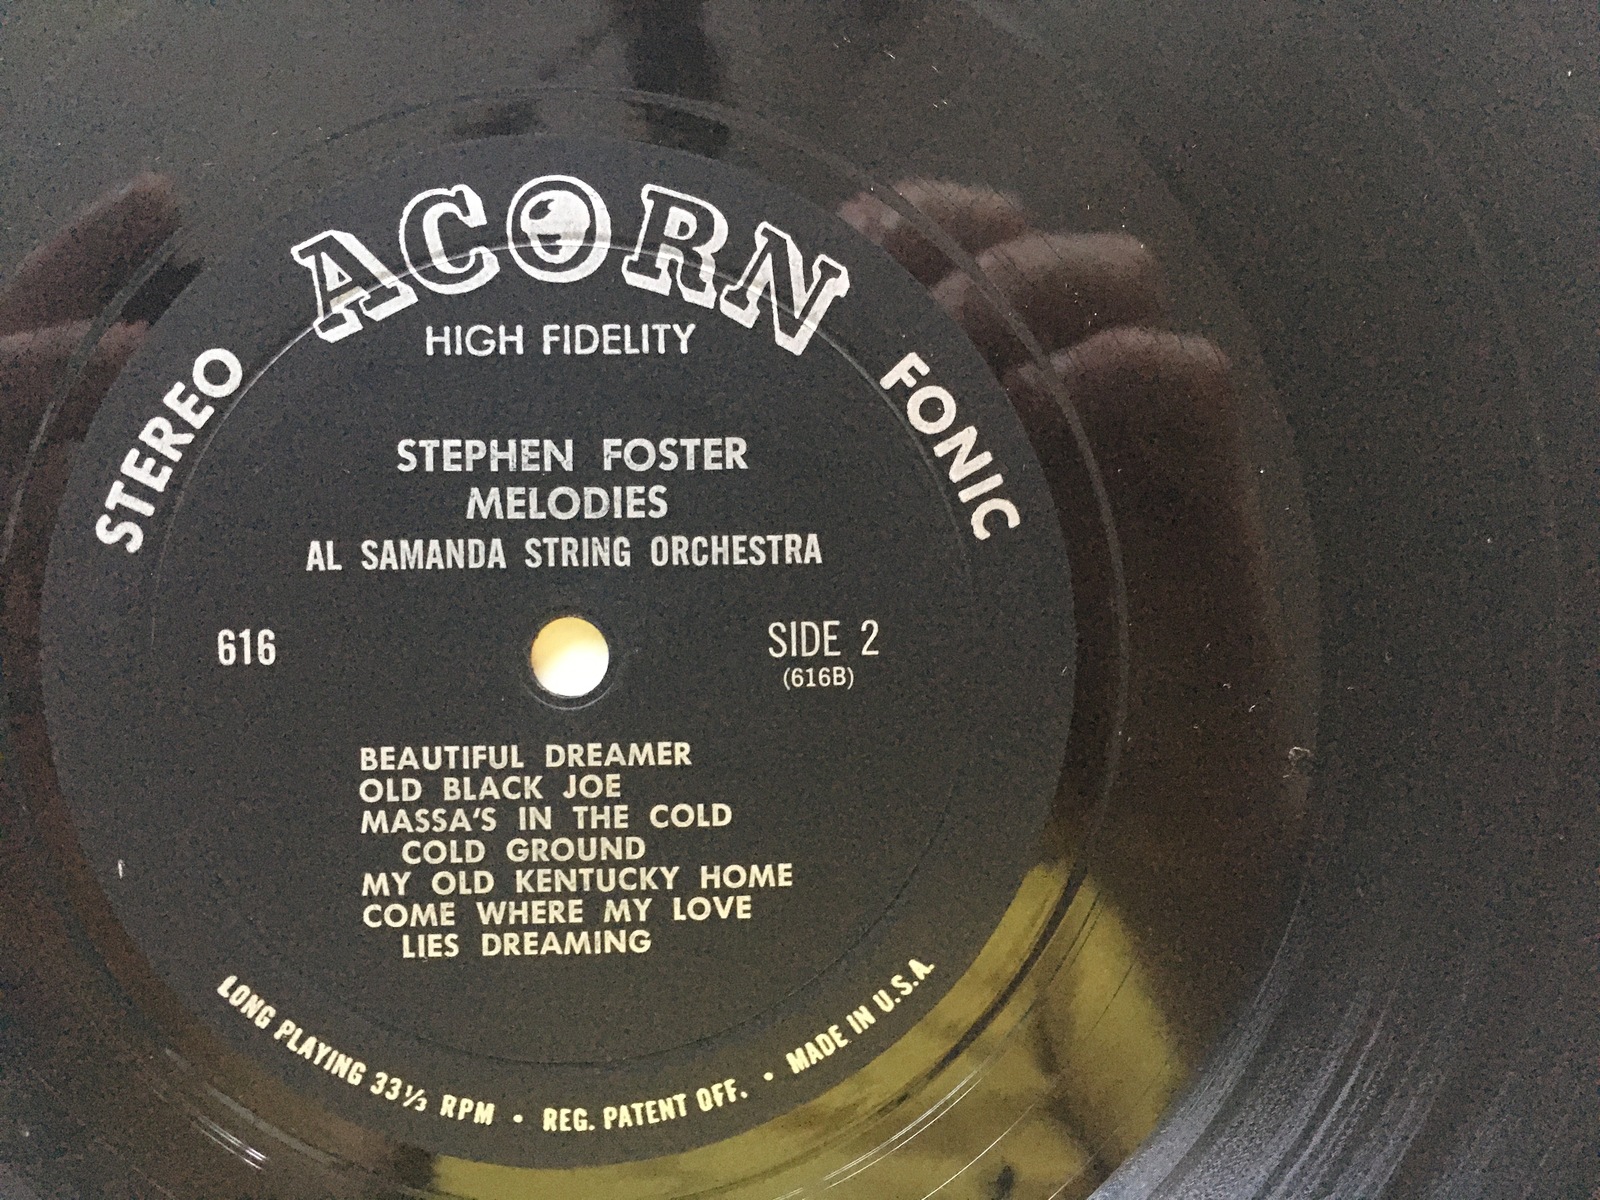 ACORN
HIGH FIDELITY
STEREO FONIC
STEPHEN FOSTER
MELODIES
AL SAMANDA STRING ORCHESTRA
616
SIDE 2
(616B)
BEAUTIFUL DREAMER
OLD BLACK JOE
MASSA'S IN THE COLD
COLD GROUND
MY OLD KENTUCKY HOME
COME WHERE MY LOVE
LIES DREAMING
LONG PLAYING 33⅓ RPM • REG. PATENT OFF. • MADE IN U.S.A.